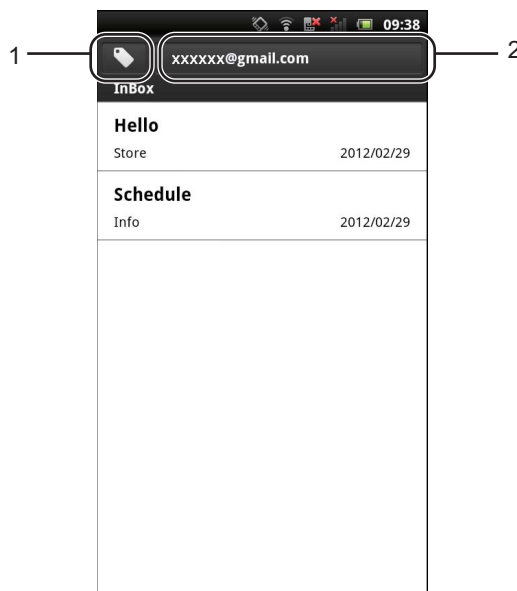 09:38
1 xxxxxx@gmail.com 2
InBox
Hello
Store 2012/02/29
Schedule
Info 2012/02/29